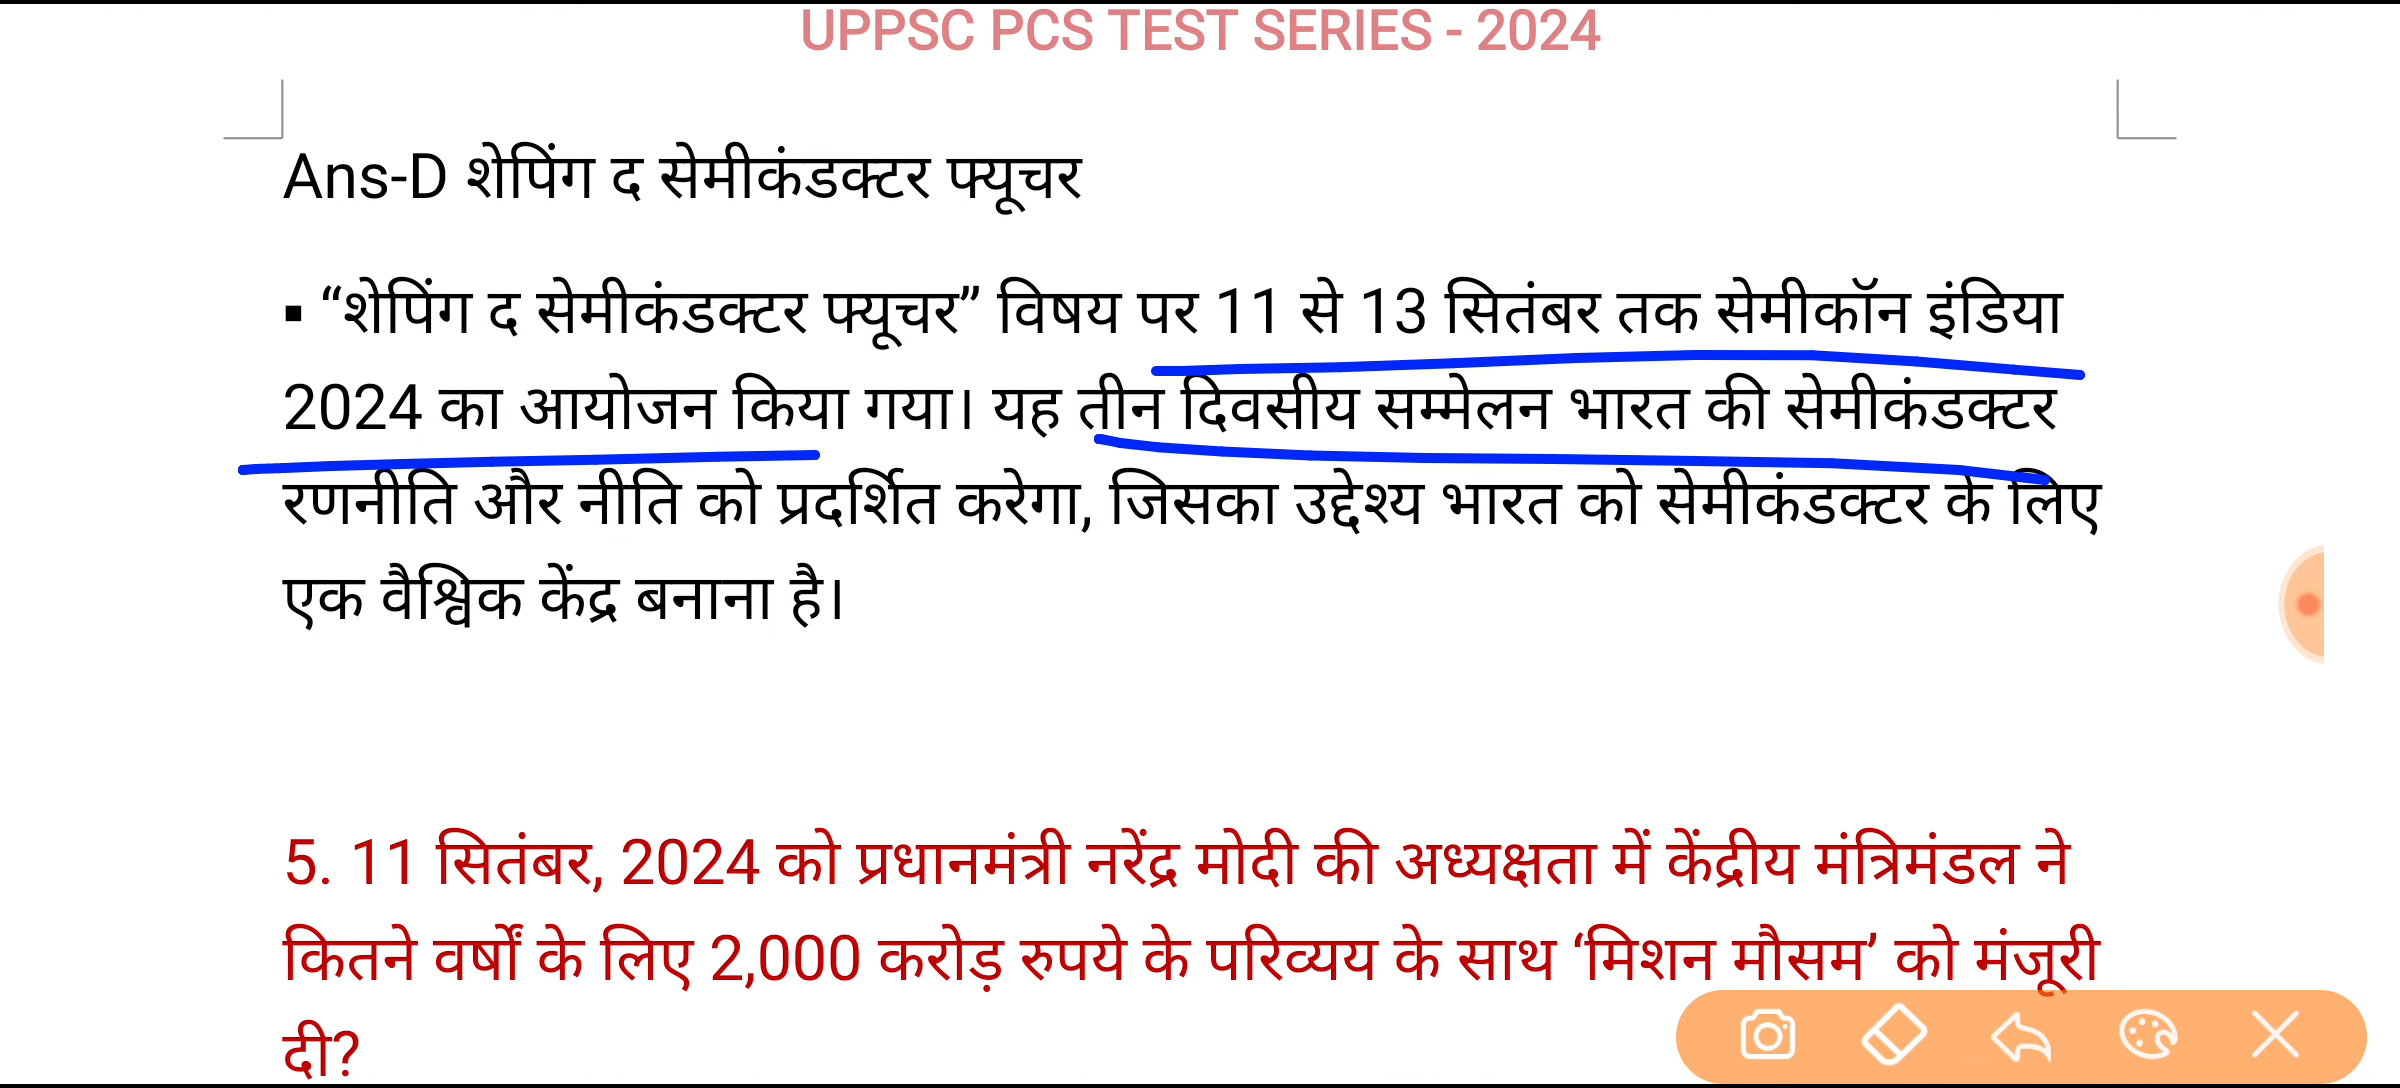 UPPSC PCS TEST SERIES - 2024
Ans-D शेपिंग द सेमीकंडक्टर फ्यूचर
▪ “शेपिंग द सेमीकंडक्टर फ्यूचर” विषय पर 11 से 13 सितंबर तक सेमीकॉन इंडिया
2024 का आयोजन किया गया। यह तीन दिवसीय सम्मेलन भारत की सेमीकंडक्टर
रणनीति और नीति को प्रदर्शित करेगा, जिसका उद्देश्य भारत को सेमीकंडक्टर के लिए
एक वैश्विक केंद्र बनाना है।
5. 11 सितंबर, 2024 को प्रधानमंत्री नरेंद्र मोदी की अध्यक्षता में केंद्रीय मंत्रिमंडल ने
कितने वर्षों के लिए 2,000 करोड़ रुपये के परिव्यय के साथ ‘मिशन मौसम’ को मंजूरी
दी?